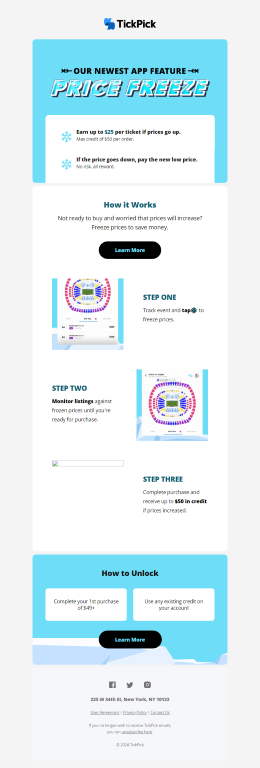 TickPick
OUR NEWEST APP FEATURE
PRICE FREEZE
Earn up to $25 per ticket if prices go up.
Max credit of $50 per order.
If the price goes down, pay the new low price.
No risk, all reward.
How it Works
Not ready to buy and worried that prices will increase?
Freeze prices to save money.
Learn More
STEP ONE
Track event and tap to
freeze prices.
STEP TWO
Monitor listings against
frozen prices until you're
ready for purchase.
STEP THREE
Complete purchase and
receive up to $50 in credit
if prices increased.
How to Unlock
Complete your 1st purchase
of $49+
Use any existing credit on
your account
Learn More
235 W 34th St, New York, NY 10122
User Agreement | Privacy Policy | Contact Us
If you no longer wish to receive TickPick emails,
you can unsubscribe here.
© 2024 TickPick